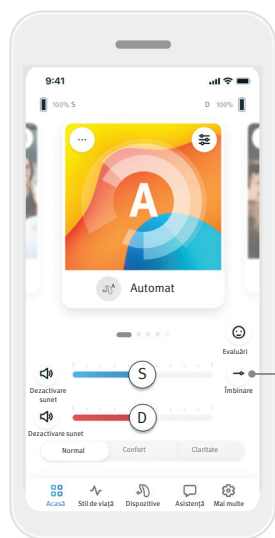 9:41
100% S
D 100%
A
Automat
Evaluări
S
Dezactivare
sunet
Îmbinare
D
Dezactivare sunet
Normal
Confort
Claritate
Acasă
Stil de viață
Dispozitive
Asistență
Mai multe